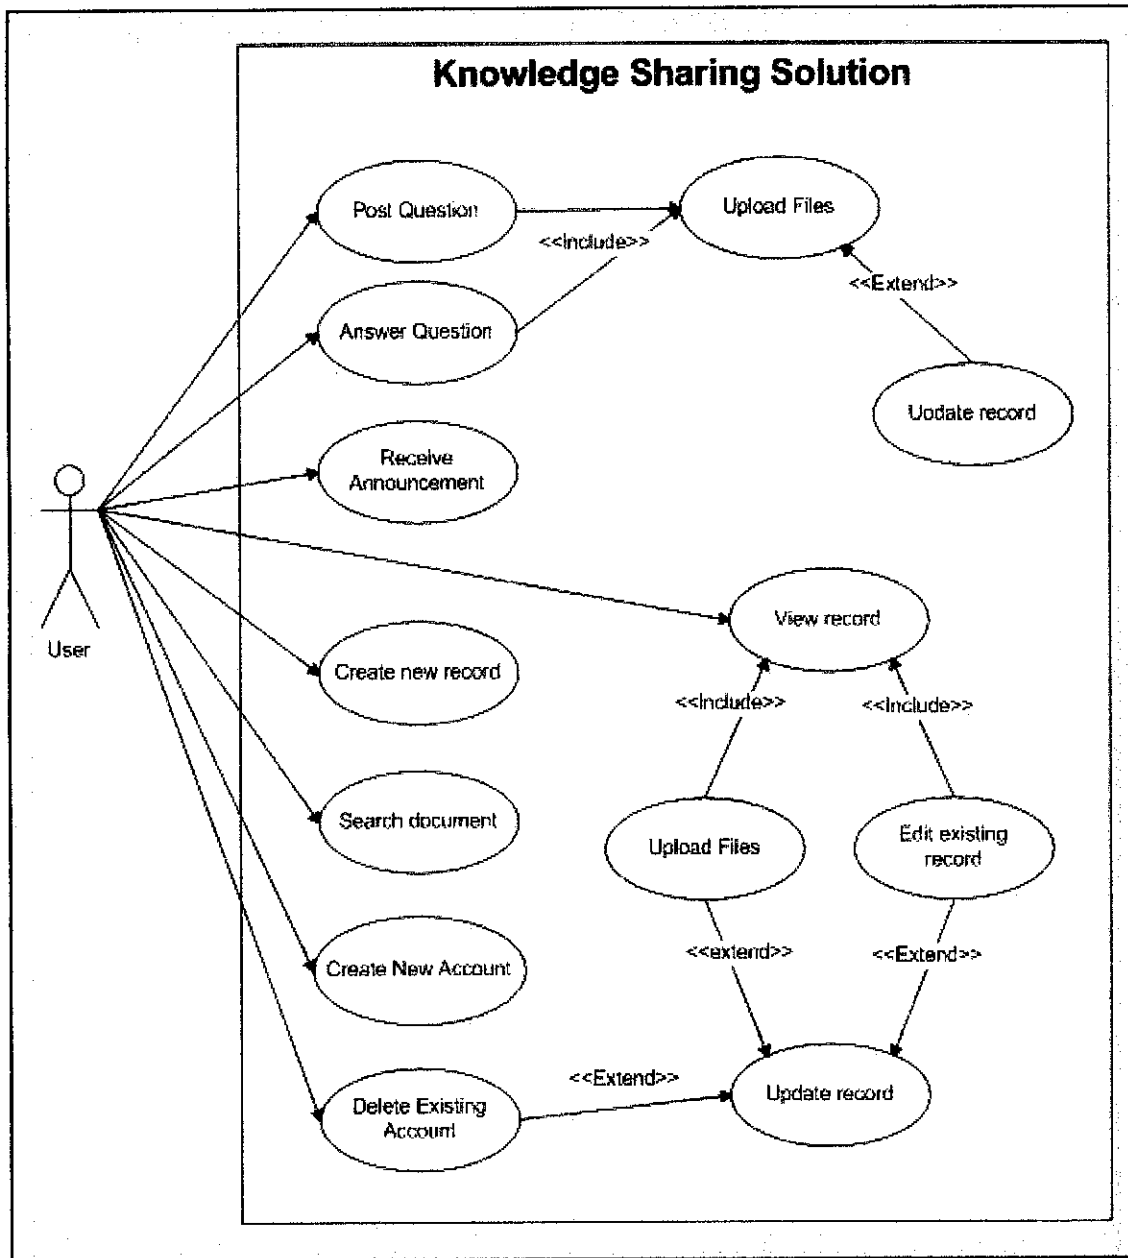 Knowledge Sharing Solution
Post Question
Upload Files
<<Include>>
<<Extend>>
Answer Question
Uodate record
Receive
Announcement
User
View record
Create new record
<<Include>>
<<Include>>
Search document
Upload Files
Edit existing
record
Create New Account
<<extend>>
<<Extend>>
<<Extend>>
Delete Existing
Account
Update record